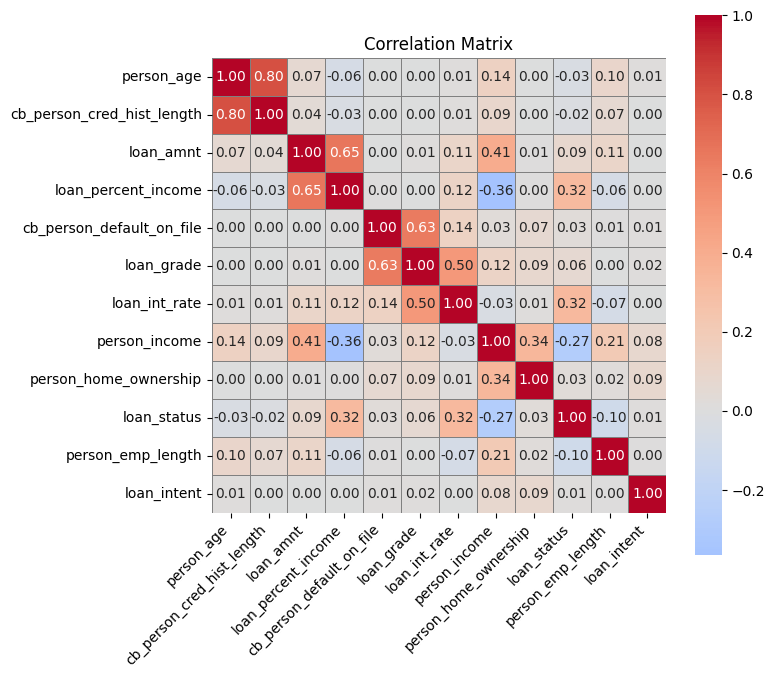 Correlation Matrix
person_age 1.00 0.80 0.07 -0.06 0.00 0.00 0.01 0.14 0.00 -0.03 0.10 0.01
cb_person_cred_hist_length 0.80 1.00 0.04 -0.03 0.00 0.00 0.01 0.09 0.00 -0.02 0.07 0.00
loan_amnt 0.07 0.04 1.00 0.65 0.00 0.01 0.11 0.41 0.01 0.09 0.11 0.00
loan_percent_income -0.06 -0.03 0.65 1.00 0.00 0.00 0.12 -0.36 0.00 0.32 -0.06 0.00
cb_person_default_on_file 0.00 0.00 0.00 0.00 1.00 0.63 0.14 0.03 0.07 0.03 0.01 0.01
loan_grade 0.00 0.00 0.01 0.00 0.63 1.00 0.50 0.12 0.09 0.06 0.00 0.02
loan_int_rate 0.01 0.01 0.11 0.12 0.14 0.50 1.00 -0.03 0.01 0.32 -0.07 0.00
person_income 0.14 0.09 0.41 -0.36 0.03 0.12 -0.03 1.00 0.34 -0.27 0.21 0.08
person_home_ownership 0.00 0.00 0.01 0.00 0.07 0.09 0.01 0.34 1.00 0.03 0.02 0.09
loan_status -0.03 -0.02 0.09 0.32 0.03 0.06 0.32 -0.27 0.03 1.00 -0.10 0.01
person_emp_length 0.10 0.07 0.11 -0.06 0.01 0.00 -0.07 0.21 0.02 -0.10 1.00 0.00
loan_intent 0.01 0.00 0.00 0.00 0.01 0.02 0.00 0.08 0.09 0.01 0.00 1.00
person_age
cb_person_cred_hist_length
loan_amnt
loan_percent_income
cb_person_default_on_file
loan_grade
loan_int_rate
person_income
person_home_ownership
loan_status
person_emp_length
loan_intent
1.0
0.8
0.6
0.4
0.2
0.0
−0.2